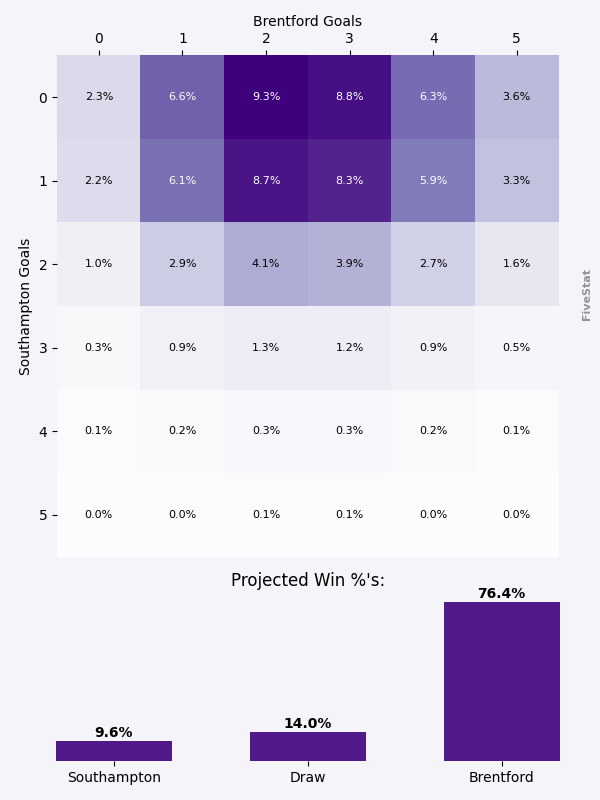 Brentford Goals
0 1 2 3 4 5
0 2.3% 6.6% 9.3% 8.8% 6.3% 3.6%
1 2.2% 6.1% 8.7% 8.3% 5.9% 3.3%
2 1.0% 2.9% 4.1% 3.9% 2.7% 1.6%
3 0.3% 0.9% 1.3% 1.2% 0.9% 0.5%
4 0.1% 0.2% 0.3% 0.3% 0.2% 0.1%
5 0.0% 0.0% 0.1% 0.1% 0.0% 0.0%
Southampton Goals
FiveStat
Projected Win %'s:
9.6% 14.0% 76.4%
Southampton Draw Brentford